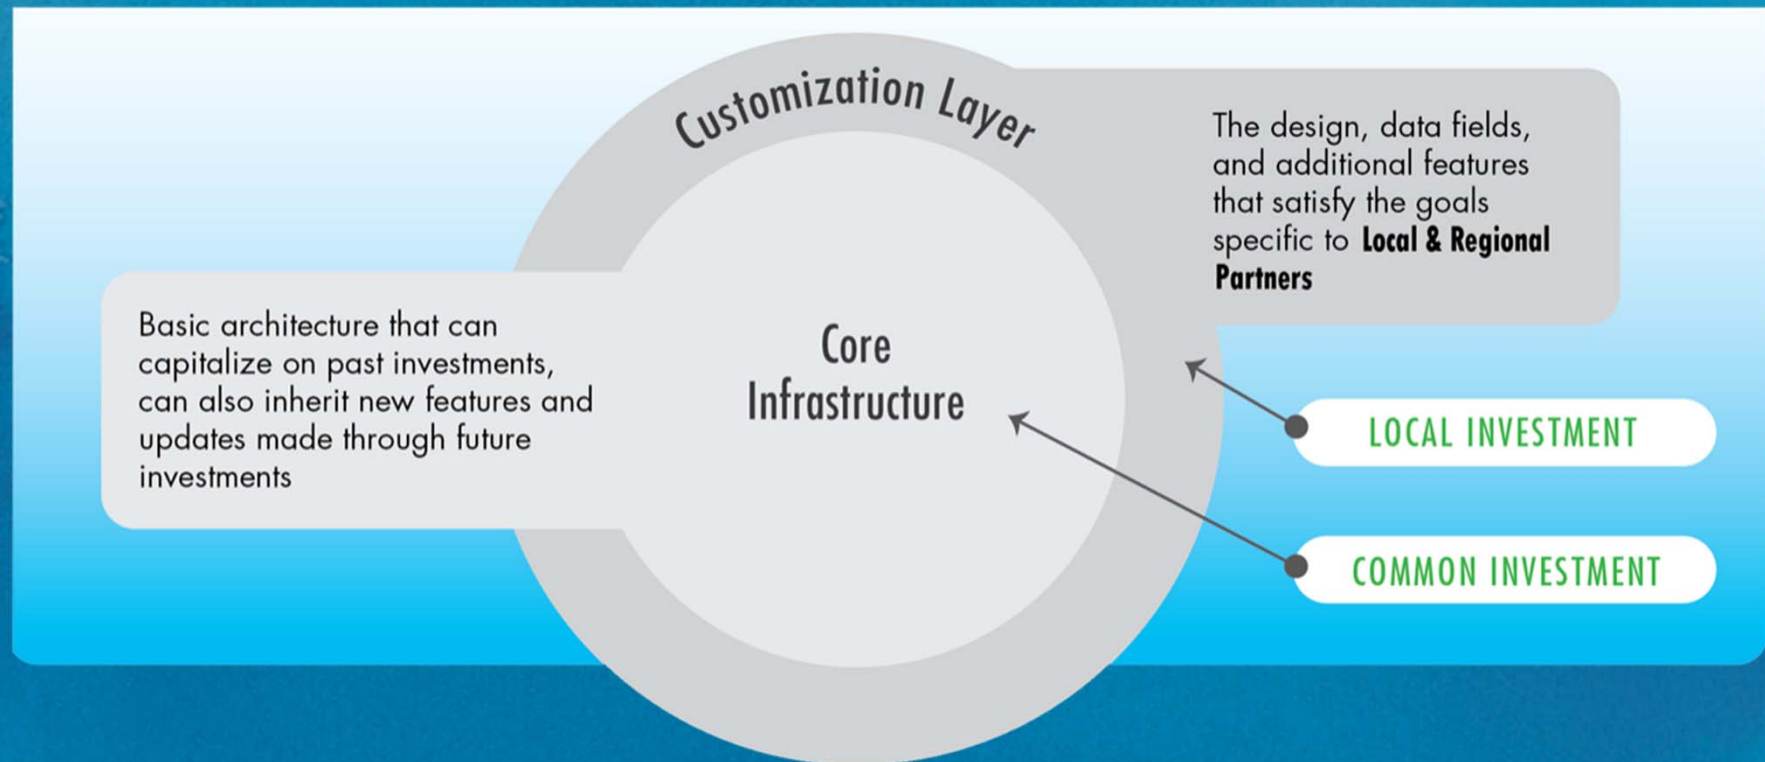 Customization Layer
The design, data fields,
and additional features
that satisfy the goals
specific to Local & Regional
Partners
Basic architecture that can
capitalize on past investments,
can also inherit new features and
updates made through future
investments
Core
Infrastructure
LOCAL INVESTMENT
COMMON INVESTMENT